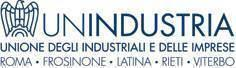 UNINDUSTRIA
UNIONE DEGLI INDUSTRIALI E DELLE IMPRESE
ROMA • FROSINONE • LATINA • RIETI • VITERBO